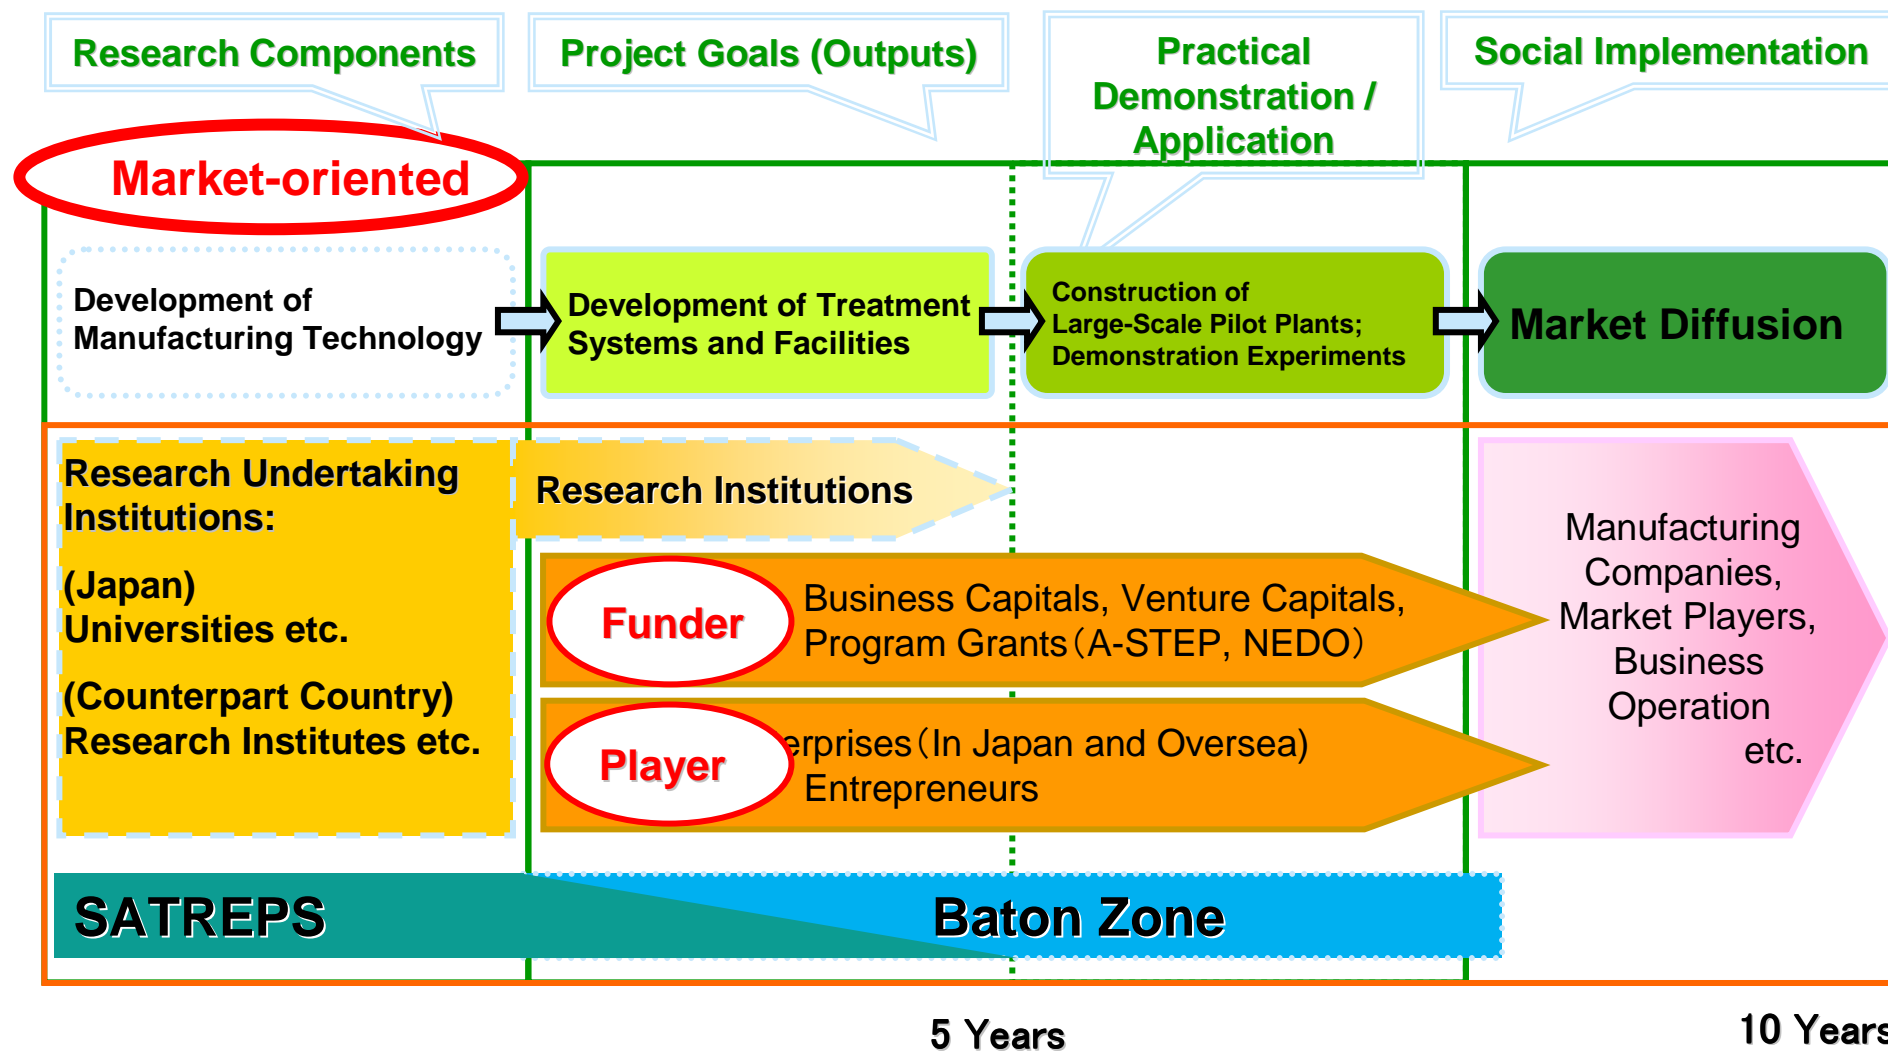 Research Components
Project Goals (Outputs)
Practical
Demonstration /
Application
Social Implementation
Market-oriented
Development of
Manufacturing Technology
Development of Treatment
Systems and Facilities
Construction of
Large-Scale Pilot Plants;
Demonstration Experiments
Market Diffusion
Research Undertaking
Institutions:
(Japan)
Universities etc.
(Counterpart Country)
Research Institutes etc.
Research Institutions
Funder
Business Capitals, Venture Capitals,
Program Grants（A-STEP, NEDO）
Player
erprises（In Japan and Oversea)
Entrepreneurs
Manufacturing
Companies,
Market Players,
Business
Operation
etc.
SATREPS
Baton Zone
5 Years
10 Years